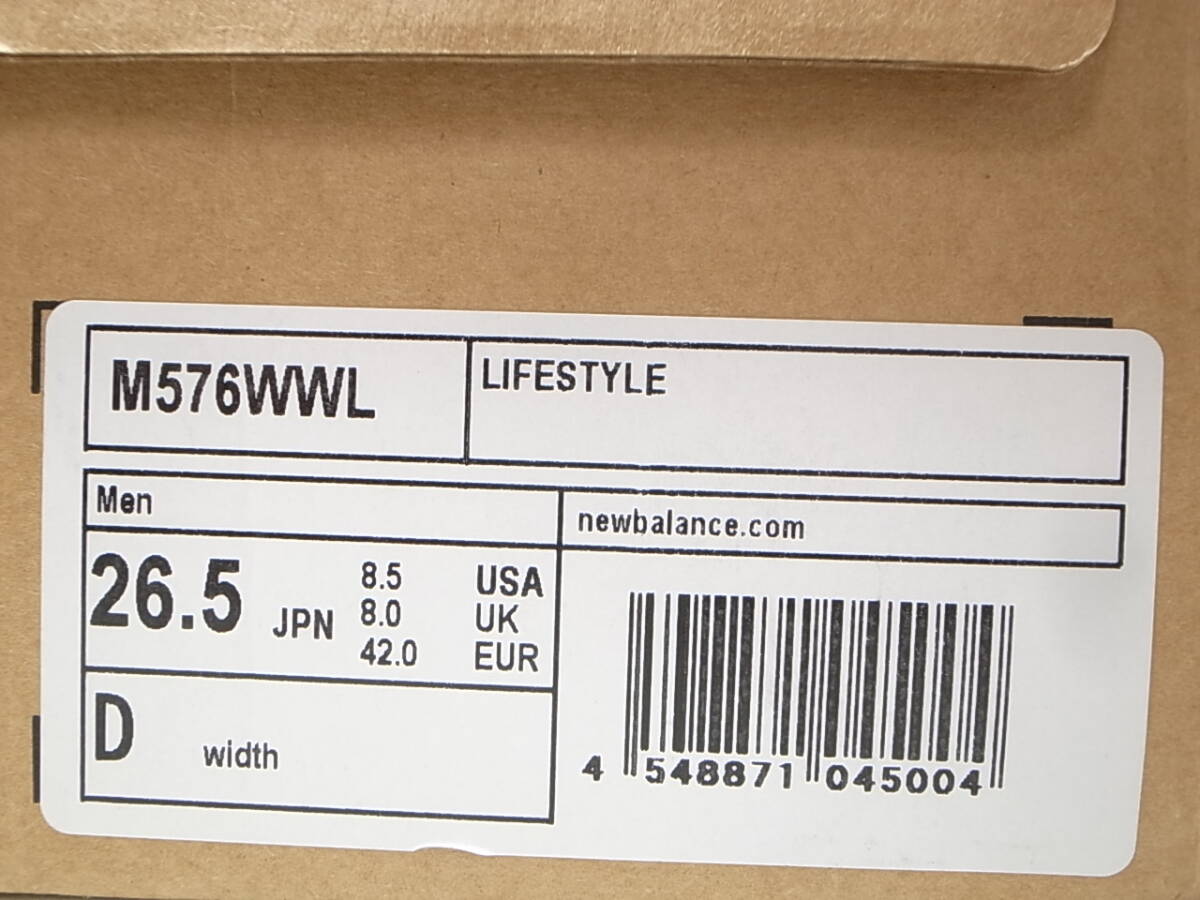 M576WWL
LIFESTYLE
Men
newbalance.com
26.5 JPN
8.5 USA
8.0 UK
42.0 EUR
D width
4 548871 045004